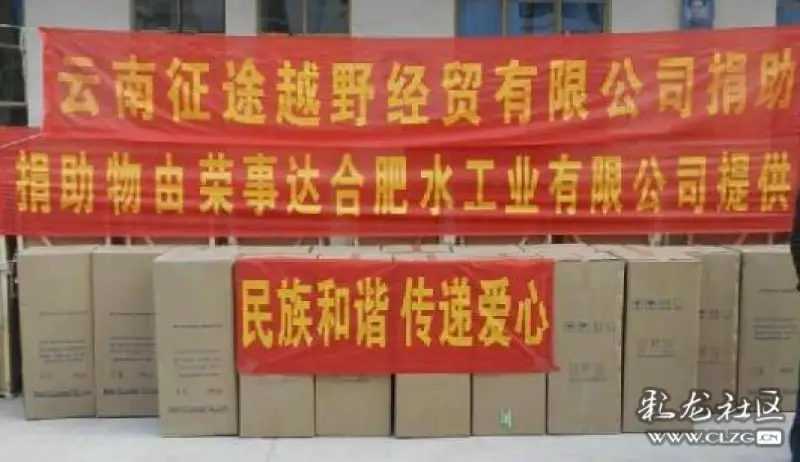 云南征途越野经贸有限公司捐助
捐助物由荣事达合肥水工业有限公司提供
民族和谐 传递爱心
彩龙社区
WWW.CLZG.CN